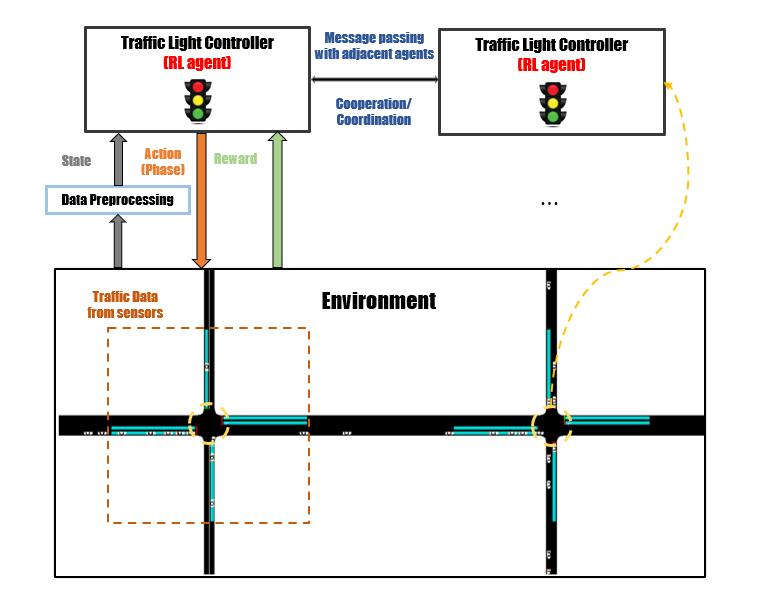 Traffic Light Controller
(RL agent)
Message passing
with adjacent agents
Cooperation/
Coordination
Traffic Light Controller
(RL agent)
State
Action
(Phase)
Reward
Data Preprocessing
...
Traffic Data
from sensors
Environment